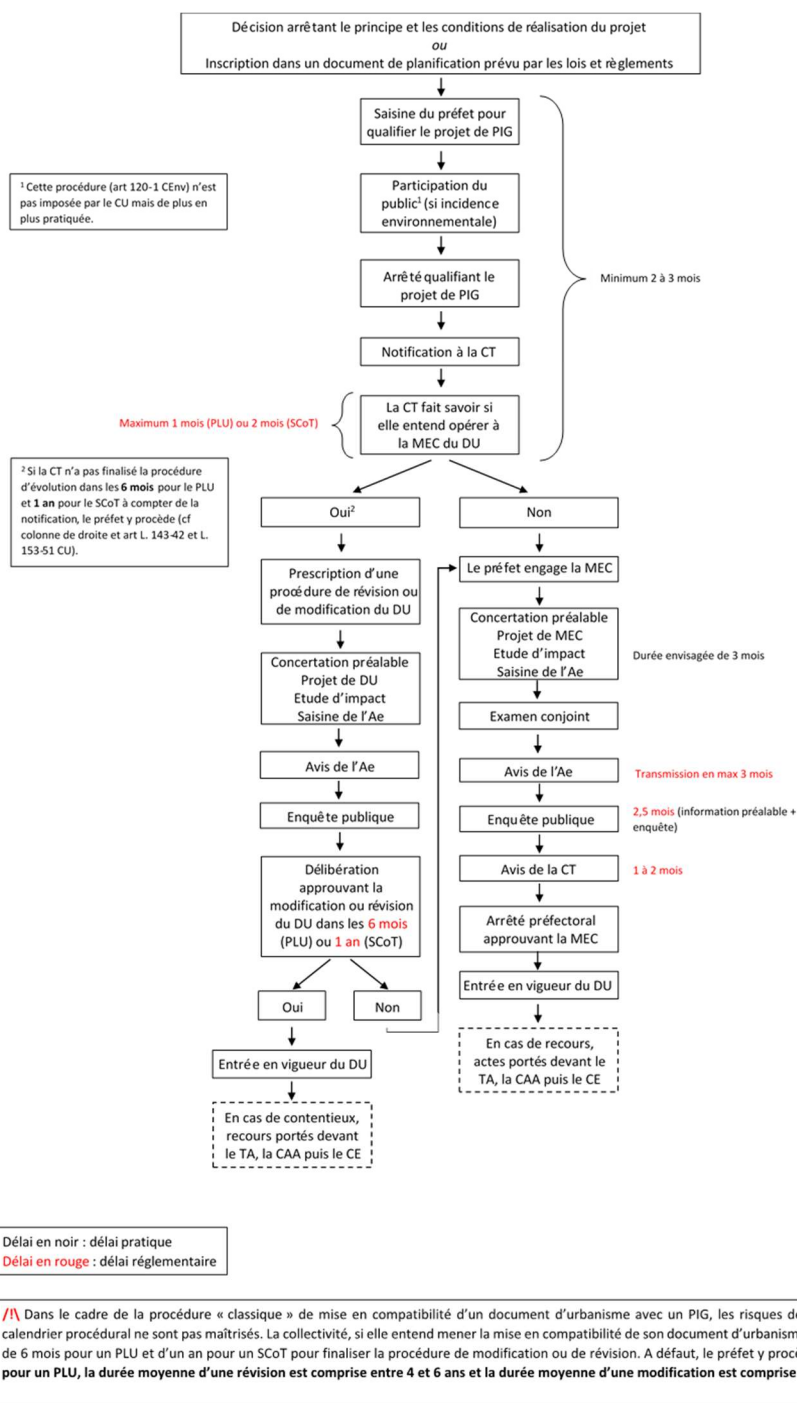 Décision arrêtant le principe et les conditions de réalisation du projet
ou
Inscription dans un document de planification prévu par les lois et règlements
Saisine du préfet pour
qualifier le projet de PIG
¹ Cette procédure (art 120-1 CEnv) n’est
pas imposée par le CU mais de plus en
plus pratiquée.
Participation du
public¹ (si incidence
environnementale)
Arrêté qualifiant le
projet de PIG
Minimum 2 à 3 mois
Notification à la CT
La CT fait savoir si
elle entend opérer à
la MEC du DU
Maximum 1 mois (PLU) ou 2 mois (SCoT)
² Si la CT n’a pas finalisé la procédure
d’évolution dans les 6 mois pour le PLU
et 1 an pour le SCoT à compter de la
notification, le préfet y procède (cf
colonne de droite et art L. 143-42 et L.
153-51 CU).
Oui²
Prescription d’une
procédure de révision ou
de modification du DU
Concertation préalable
Projet de DU
Etude d’impact
Saisine de l’Ae
Avis de l’Ae
Enquête publique
Délibération
approuvant la
modification ou révision
du DU dans les 6 mois
(PLU) ou 1 an (SCoT)
Oui
Non
Entrée en vigueur du DU
En cas de contentieux,
recours portés devant
le TA, la CAA puis le CE
Non
Le préfet engage la MEC
Concertation préalable
Projet de MEC
Etude d’impact
Saisine de l’Ae
Durée envisagée de 3 mois
Examen conjoint
Avis de l’Ae
Transmission en max 3 mois
Enquête publique
2,5 mois (information préalable +
enquête)
Avis de la CT
1 à 2 mois
Arrêté préfectoral
approuvant la MEC
Entrée en vigueur du DU
En cas de recours,
actes portés devant le
TA, la CAA puis le CE
Délai en noir : délai pratique
Délai en rouge : délai réglementaire
/!\ Dans le cadre de la procédure « classique » de mise en compatibilité d’un document d’urbanisme avec un PIG, les risques
calendrier procédural ne sont pas maîtrisés. La collectivité, si elle entend mener la mise en compatibilité de son document
de 6 mois pour un PLU et d’un an pour un SCoT pour finaliser la procédure de modification ou de révision. A défaut, le préfet y
pour un PLU, la durée moyenne d’une révision est comprise entre 4 et 6 ans et la durée moyenne d’une modification est comprise